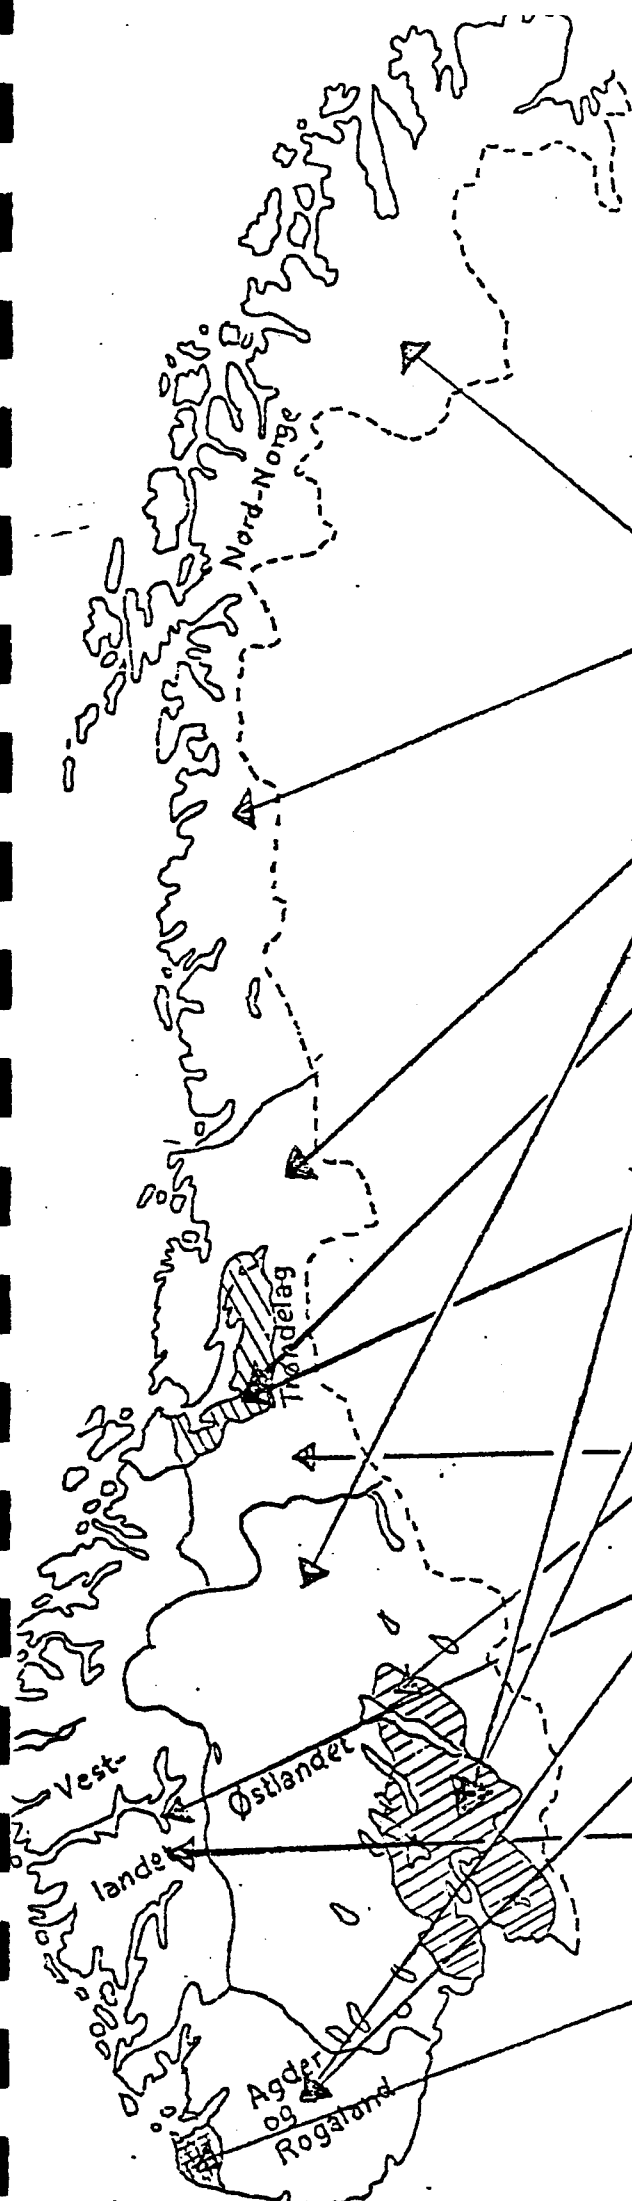 Nord-Norge
Trøndelag
Vest-
landet
Østlandet
Agder
og
Rogaland